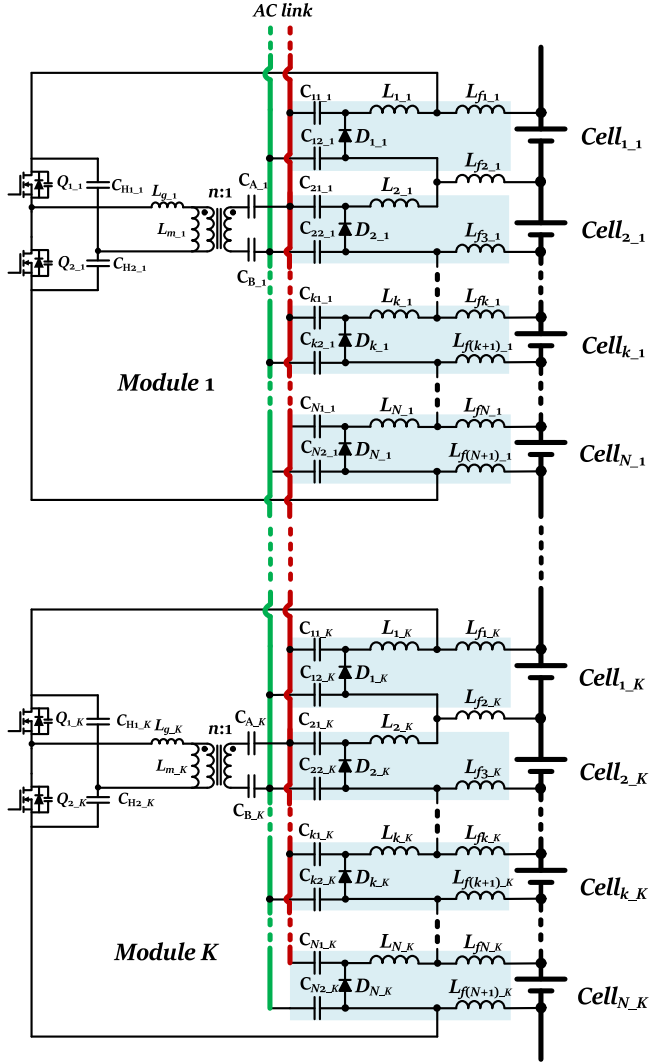 AC link
C11_1
L1_1
Lf1_1
C12_1
D1_1
Cell1_1
Q1_1
CH1_1
Lg_1
n:1
CA_1
C21_1
L2_1
Lf2_1
Lm_1
C22_1
D2_1
Lf3_1
Cell2_1
Q2_1
CH2_1
CB_1
Ck1_1
Lk_1
Lfk_1
Ck2_1
Dk_1
Lf(k+1)_1
Cellk_1
Module 1
CN1_1
LN_1
LfN_1
CN2_1
DN_1
Lf(N+1)_1
CellN_1
C11_K
L1_K
Lf1_K
C12_K
D1_K
Cell1_K
Q1_K
CH1_K
Lg_K
n:1
CA_K
C21_K
L2_K
Lf2_K
Lm_K
C22_K
D2_K
Lf3_K
Cell2_K
Q2_K
CH2_K
CB_K
Ck1_K
Lk_K
Lfk_K
Ck2_K
Dk_K
Lf(k+1)_K
Cellk_K
Module K
CN1_K
LN_K
LfN_K
CN2_K
DN_K
Lf(N+1)_K
CellN_K